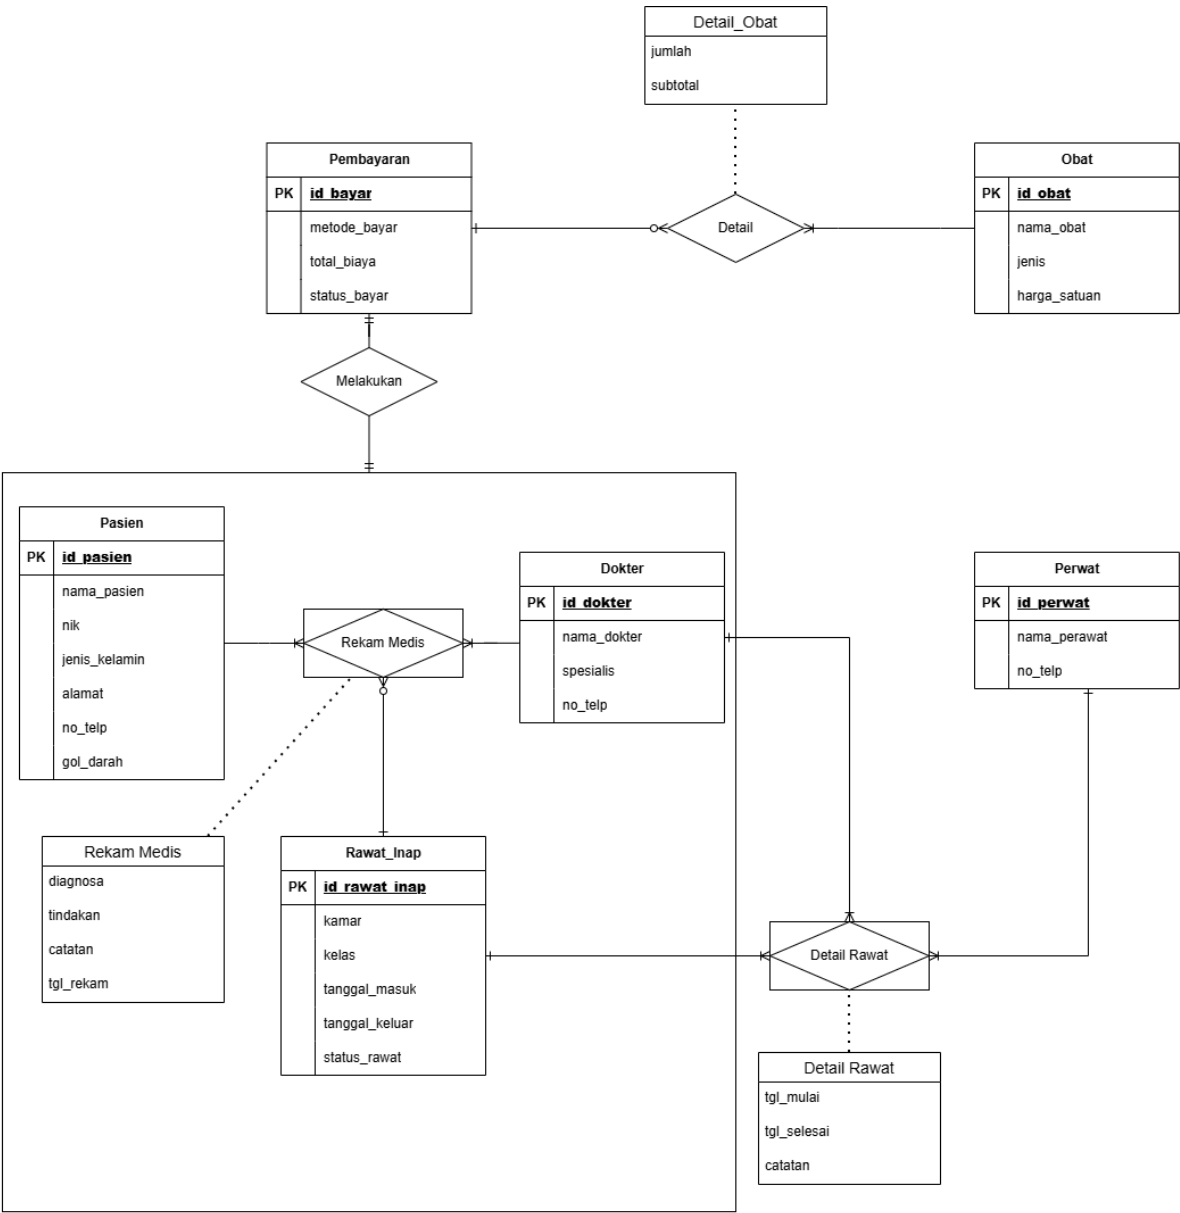 Detail_Obat
jumlah
subtotal
Pembayaran
PK id_bayar
metode_bayar
total_biaya
status_bayar
Detail
Obat
PK id_obat
nama_obat
jenis
harga_satuan
Melakukan
Pasien
PK id_pasien
nama_pasien
nik
jenis_kelamin
alamat
no_telp
gol_darah
Rekam Medis
Dokter
PK id_dokter
nama_dokter
spesialis
no_telp
Perwat
PK id_perwat
nama_perawat
no_telp
Rekam Medis
diagnosa
tindakan
catatan
tgl_rekam
Rawat_Inap
PK id_rawat_inap
kamar
kelas
tanggal_masuk
tanggal_keluar
status_rawat
Detail Rawat
Detail Rawat
tgl_mulai
tgl_selesai
catatan